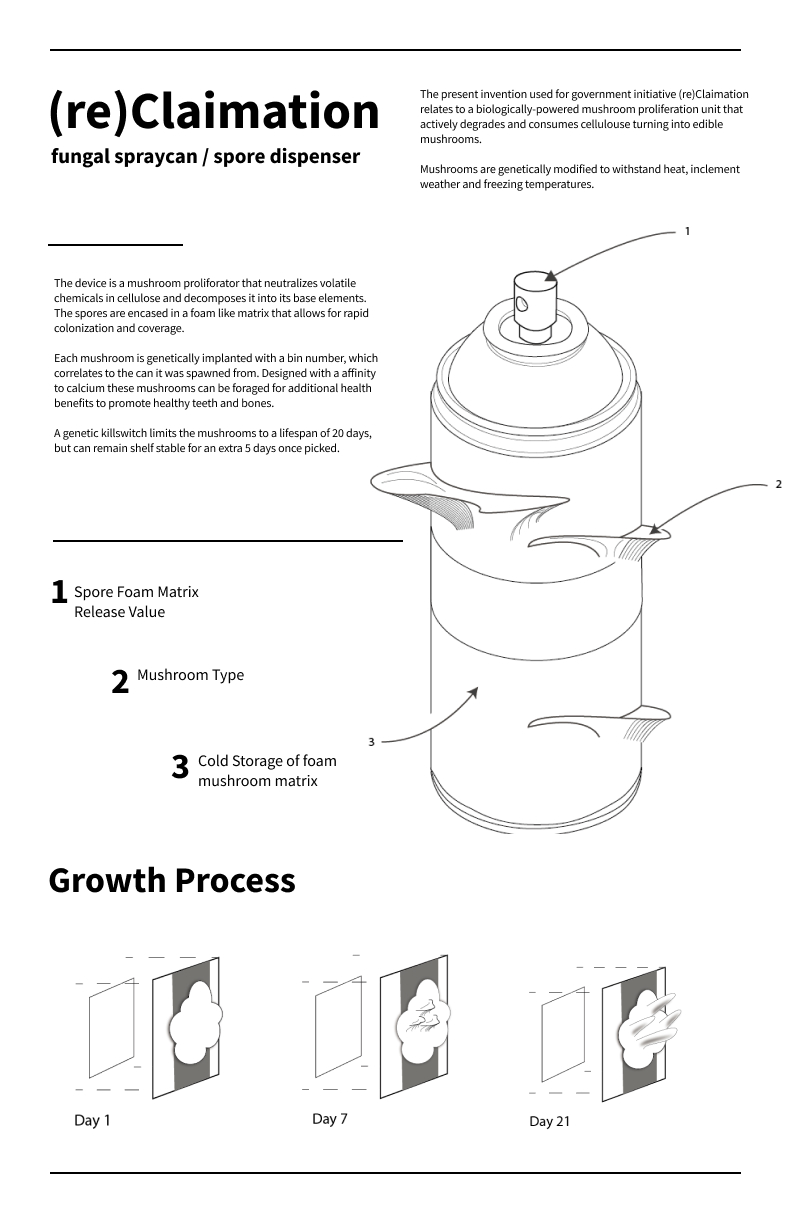 (re)Claimation
fungal spraycan / spore dispenser
The present invention used for government initiative (re)Claimation
relates to a biologically-powered mushroom proliferation unit that
actively degrades and consumes cellulouse turning into edible
mushrooms.
Mushrooms are genetically modified to withstand heat, inclement
weather and freezing temperatures.
The device is a mushroom proliforator that neutralizes volatile
chemicals in cellulose and decomposes it into its base elements.
The spores are encased in a foam like matrix that allows for rapid
colonization and coverage.
Each mushroom is genetically implanted with a bin number, which
correlates to the can it was spawned from. Designed with a affinity
to calcium these mushrooms can be foraged for additional health
benefits to promote healthy teeth and bones.
A genetic killswitch limits the mushrooms to a lifespan of 20 days,
but can remain shelf stable for an extra 5 days once picked.
1
2
3
1 Spore Foam Matrix
Release Value
2 Mushroom Type
3 Cold Storage of foam
mushroom matrix
Growth Process
Day 1
Day 7
Day 21